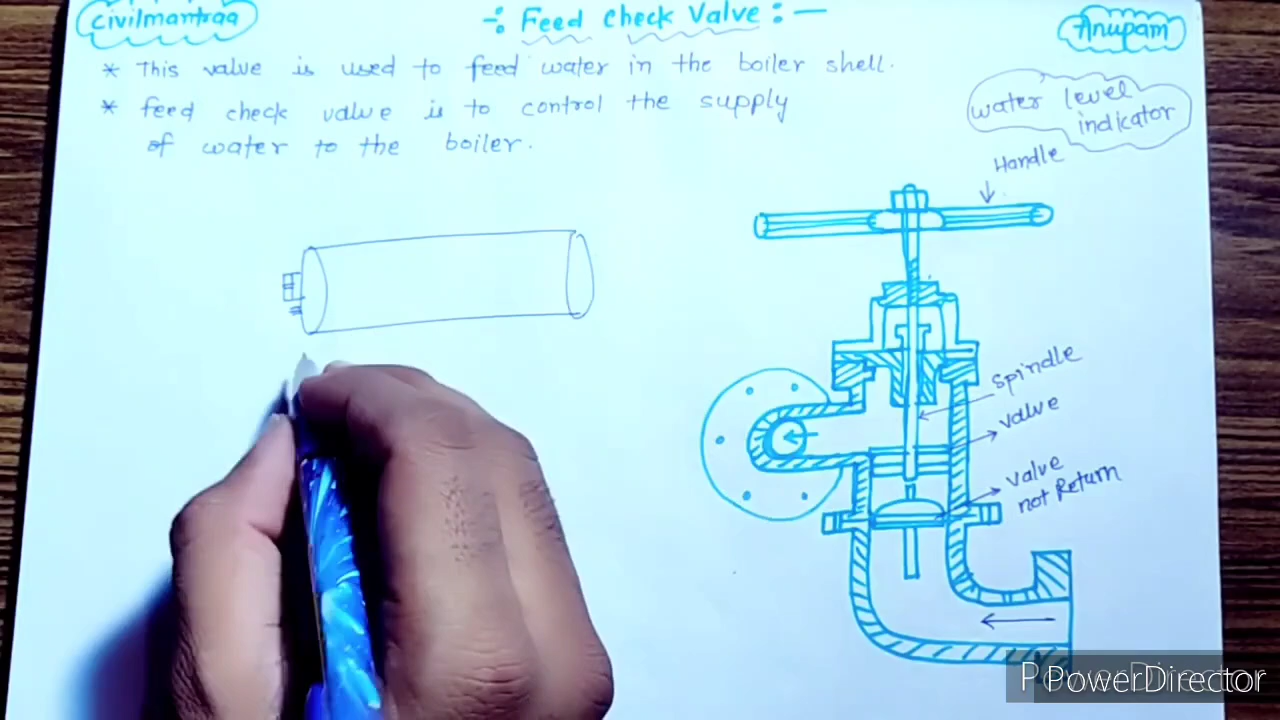 Civilmantraa
-: Feed Check Valve : -
Anupam
* This valve is used to feed water in the boiler shell.
* feed check valve is to control the supply
of water to the boiler.
water level
indicator
Handle
Spindle
Valve
Valve
not Return
PowerDirector